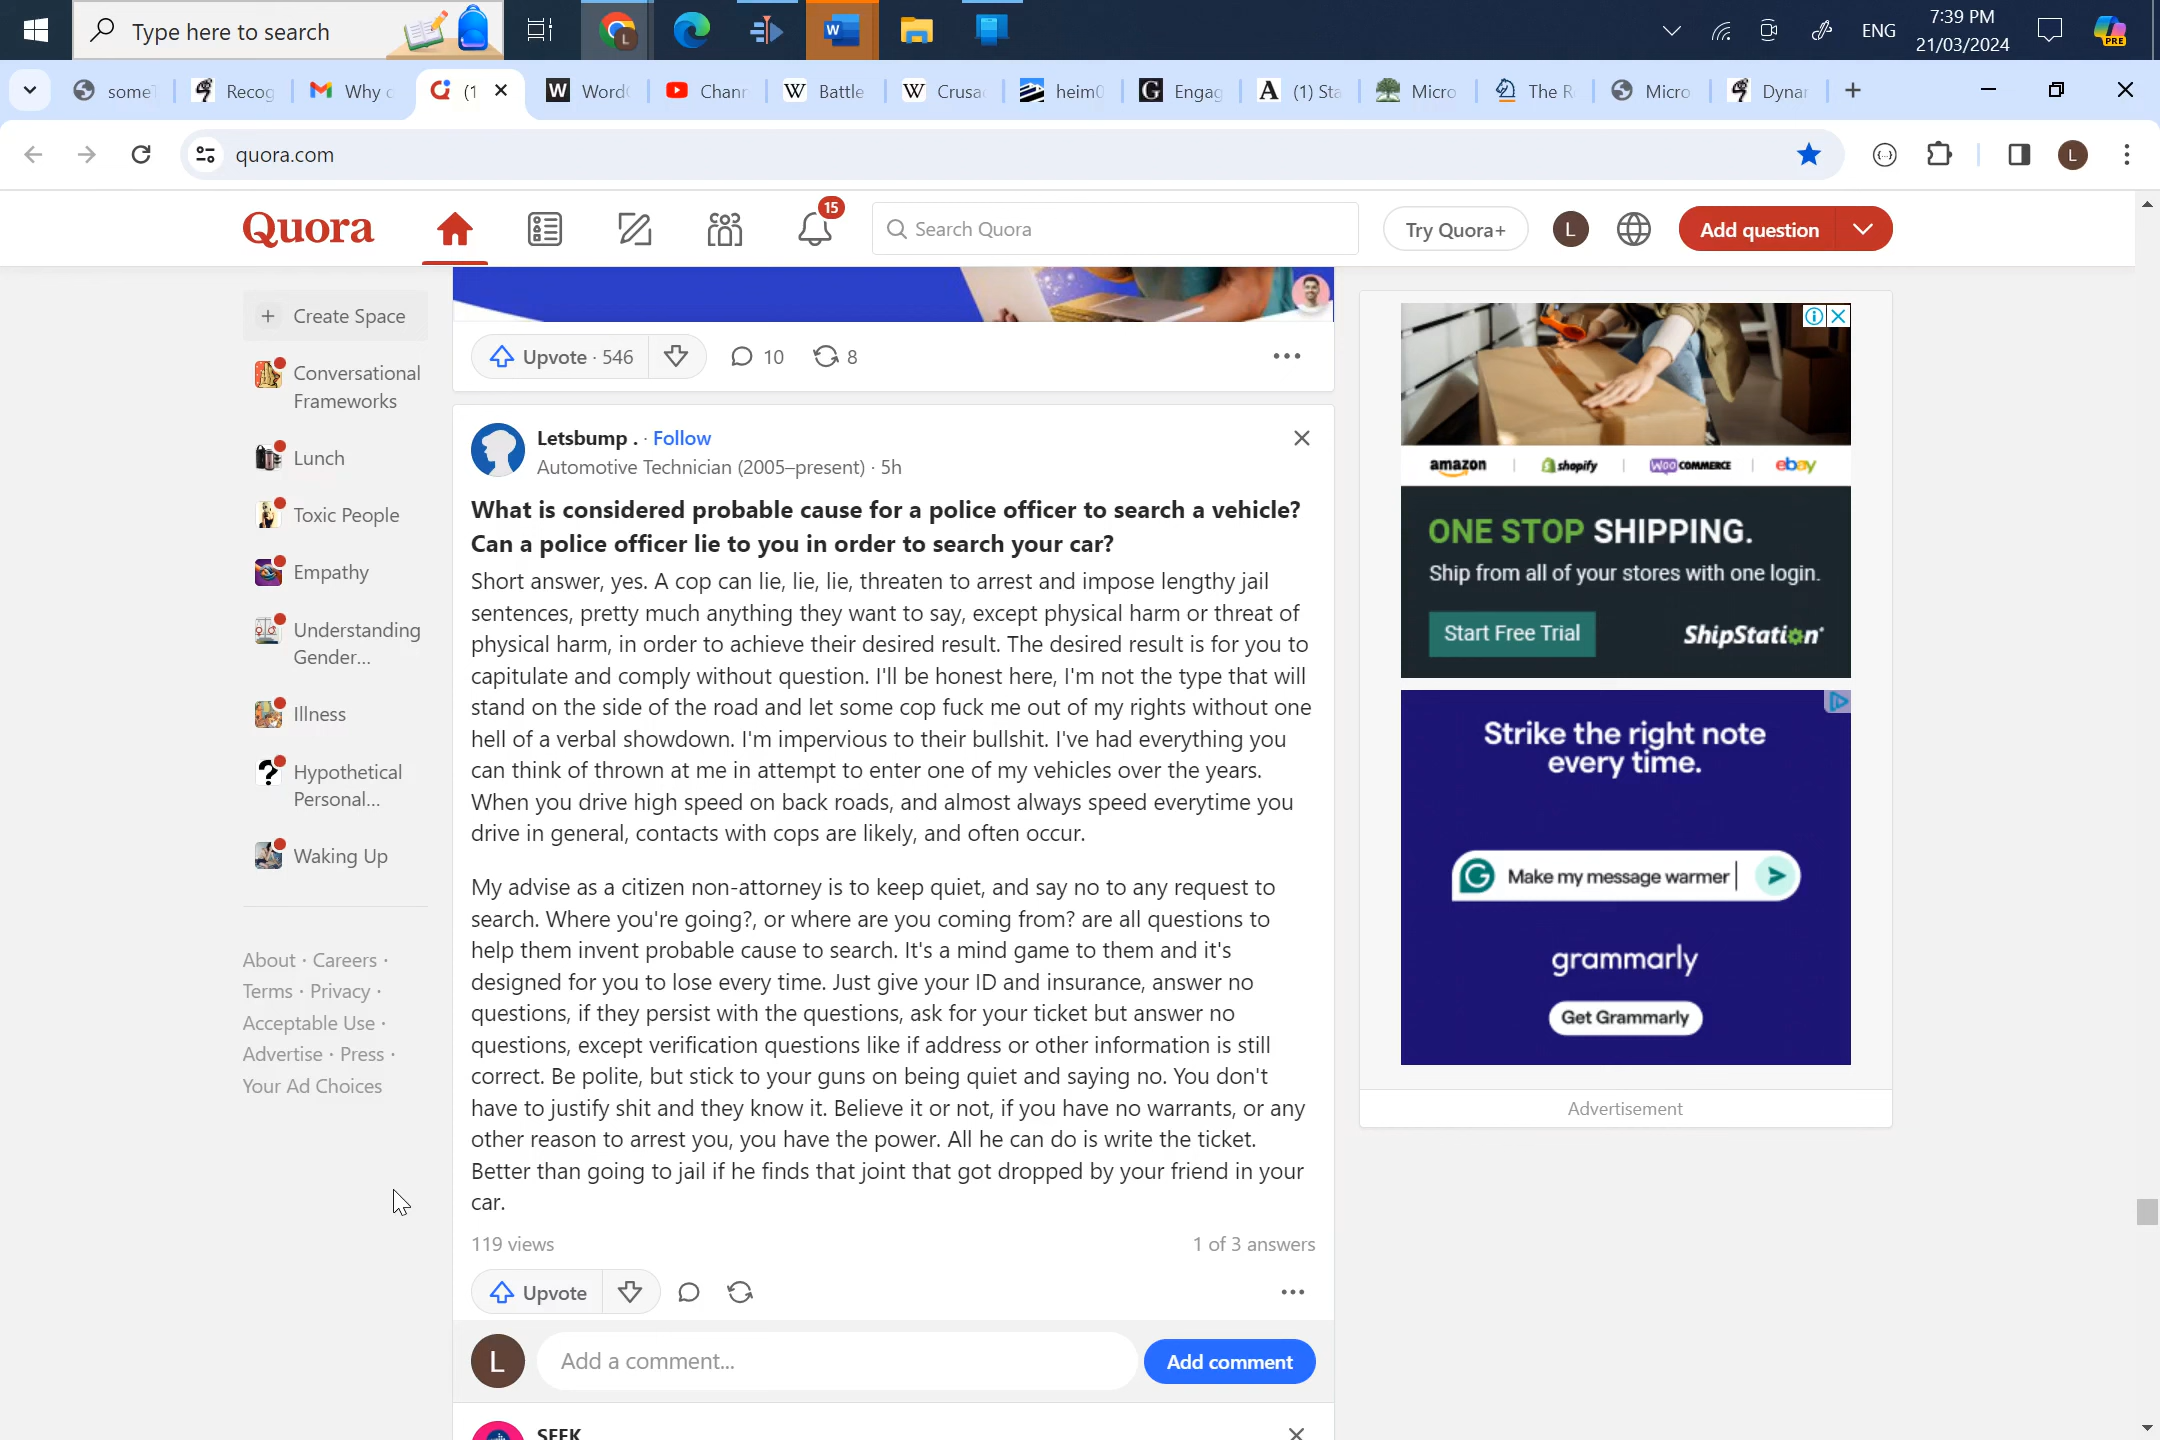 Type here to search
ENG
7:39 PM
21/03/2024
PRE
some
Recog
Why c
(1
Word
Chann
Battle
Crusa
heim
Engag
(1) Sta
Micro
The R
Micro
Dynar
quora.com
L
Quora
15
Search Quora
Try Quora+
L
Add question
Create Space
Conversational
Frameworks
Lunch
Toxic People
Empathy
Understanding
Gender...
Illness
Hypothetical
Personal...
Waking Up
About · Careers ·
Terms · Privacy ·
Acceptable Use ·
Advertise · Press ·
Your Ad Choices
Upvote · 546
10
8
Letsbump . · Follow
Automotive Technician (2005–present) · 5h
What is considered probable cause for a police officer to search a vehicle?
Can a police officer lie to you in order to search your car?
Short answer, yes. A cop can lie, lie, lie, threaten to arrest and impose lengthy jail
sentences, pretty much anything they want to say, except physical harm or threat of
physical harm, in order to achieve their desired result. The desired result is for you to
capitulate and comply without question. I'll be honest here, I'm not the type that will
stand on the side of the road and let some cop fuck me out of my rights without one
hell of a verbal showdown. I'm impervious to their bullshit. I've had everything you
can think of thrown at me in attempt to enter one of my vehicles over the years.
When you drive high speed on back roads, and almost always speed everytime you
drive in general, contacts with cops are likely, and often occur.
My advise as a citizen non-attorney is to keep quiet, and say no to any request to
search. Where you're going?, or where are you coming from? are all questions to
help them invent probable cause to search. It's a mind game to them and it's
designed for you to lose every time. Just give your ID and insurance, answer no
questions, if they persist with the questions, ask for your ticket but answer no
questions, except verification questions like if address or other information is still
correct. Be polite, but stick to your guns on being quiet and saying no. You don't
have to justify shit and they know it. Believe it or not, if you have no warrants, or any
other reason to arrest you, you have the power. All he can do is write the ticket.
Better than going to jail if he finds that joint that got dropped by your friend in your
car.
119 views
1 of 3 answers
Upvote
L
Add a comment...
Add comment
SEEK
amazon
shopify
WOO COMMERCE
ebay
ONE STOP SHIPPING.
Ship from all of your stores with one login.
Start Free Trial
ShipStation
Strike the right note
every time.
Make my message warmer
grammarly
Get Grammarly
Advertisement